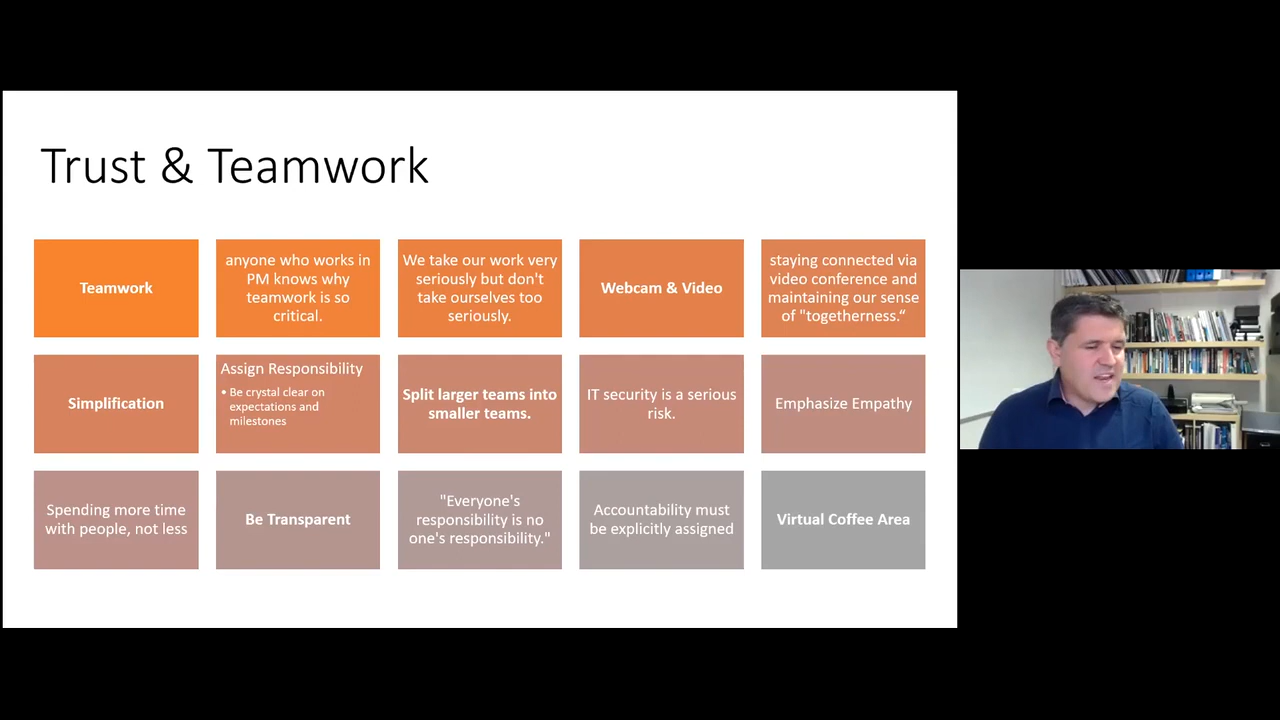 Trust & Teamwork
Teamwork
anyone who works in
PM knows why
teamwork is so
critical.
We take our work very
seriously but don't
take ourselves too
seriously.
Webcam & Video
staying connected via
video conference and
maintaining our sense
of "togetherness.“
Simplification
Assign Responsibility
• Be crystal clear on
expectations and
milestones
Split larger teams into
smaller teams.
IT security is a serious
risk.
Emphasize Empathy
Spending more time
with people, not less
Be Transparent
"Everyone's
responsibility is no
one's responsibility."
Accountability must
be explicitly assigned
Virtual Coffee Area